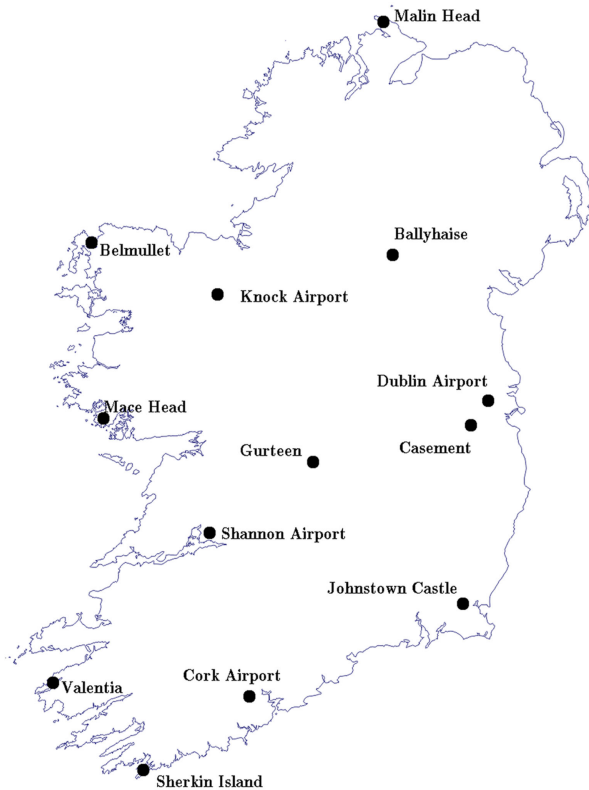 Malin Head
Ballyhaise
Belmullet
Knock Airport
Dublin Airport
Mace Head
Casement
Gurteen
Shannon Airport
Johnstown Castle
Cork Airport
Valentia
Sherkin Island